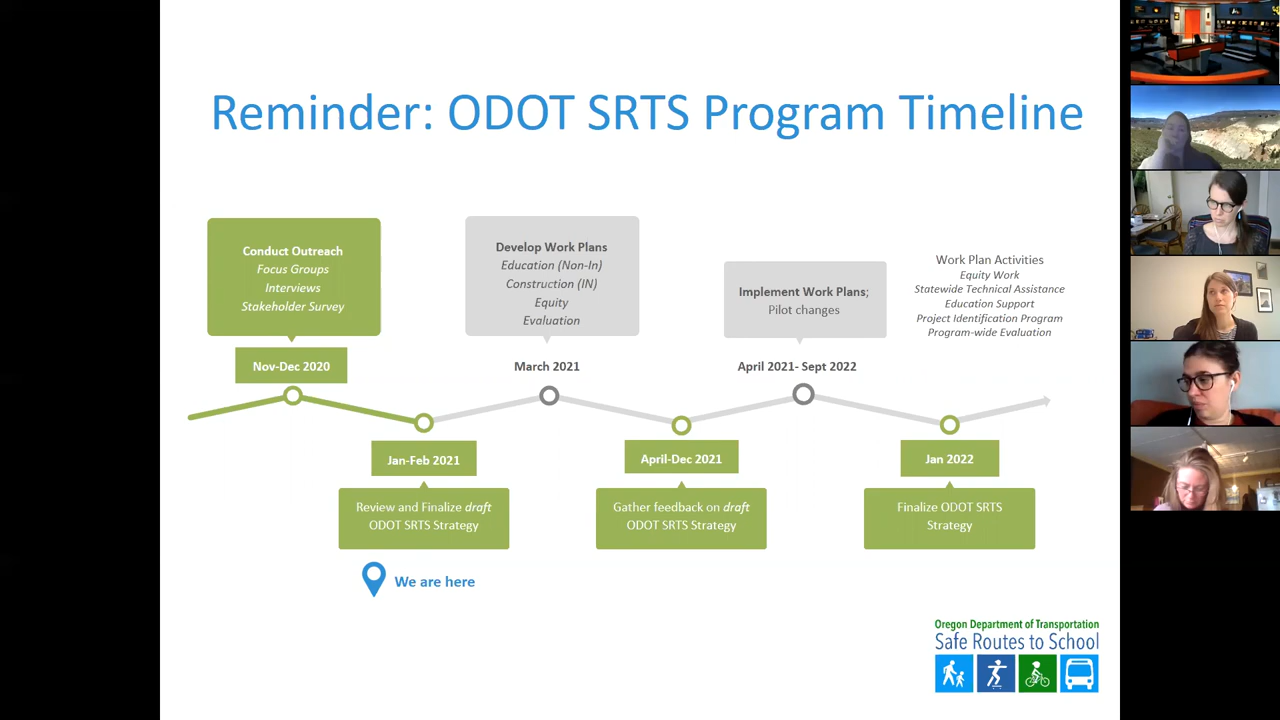 Reminder: ODOT SRTS Program Timeline
Conduct Outreach
Focus Groups
Interviews
Stakeholder Survey
Nov-Dec 2020
Develop Work Plans
Education (Non-In)
Construction (IN)
Equity
Evaluation
March 2021
Implement Work Plans;
Pilot changes
April 2021- Sept 2022
Work Plan Activities
Equity Work
Statewide Technical Assistance
Education Support
Project Identification Program
Program-wide Evaluation
Jan-Feb 2021
Review and Finalize draft
ODOT SRTS Strategy
April-Dec 2021
Gather feedback on draft
ODOT SRTS Strategy
Jan 2022
Finalize ODOT SRTS
Strategy
We are here
Oregon Department of Transportation
Safe Routes to School